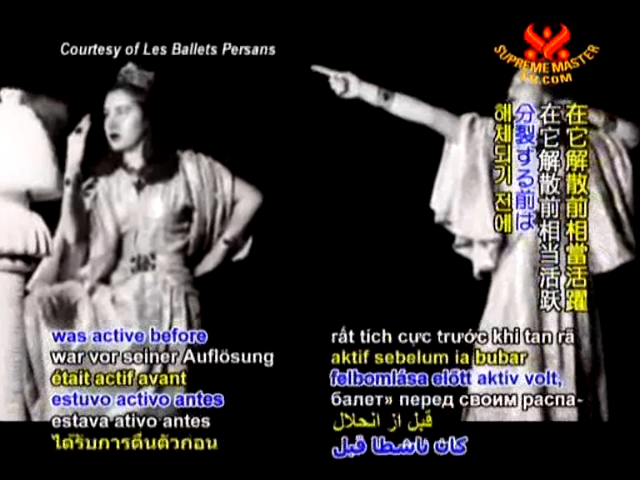 Courtesy of Les Ballets Persans
SUPREME MASTER
TV.COM
在它解散前相當活躍
在它解散前相当活跃
分裂する前は
해체되기 전에
was active before
war vor seiner Auflösung
était actif avant
estuvo activo antes
estava ativo antes
ได้รับการตื่นตัวก่อน
rất tích cực trước khi tan rã
aktif sebelum ia bubar
felbomlása előtt aktív volt,
балет» перед своим распа-
قبل از انحلال
كان ناشطا قبل